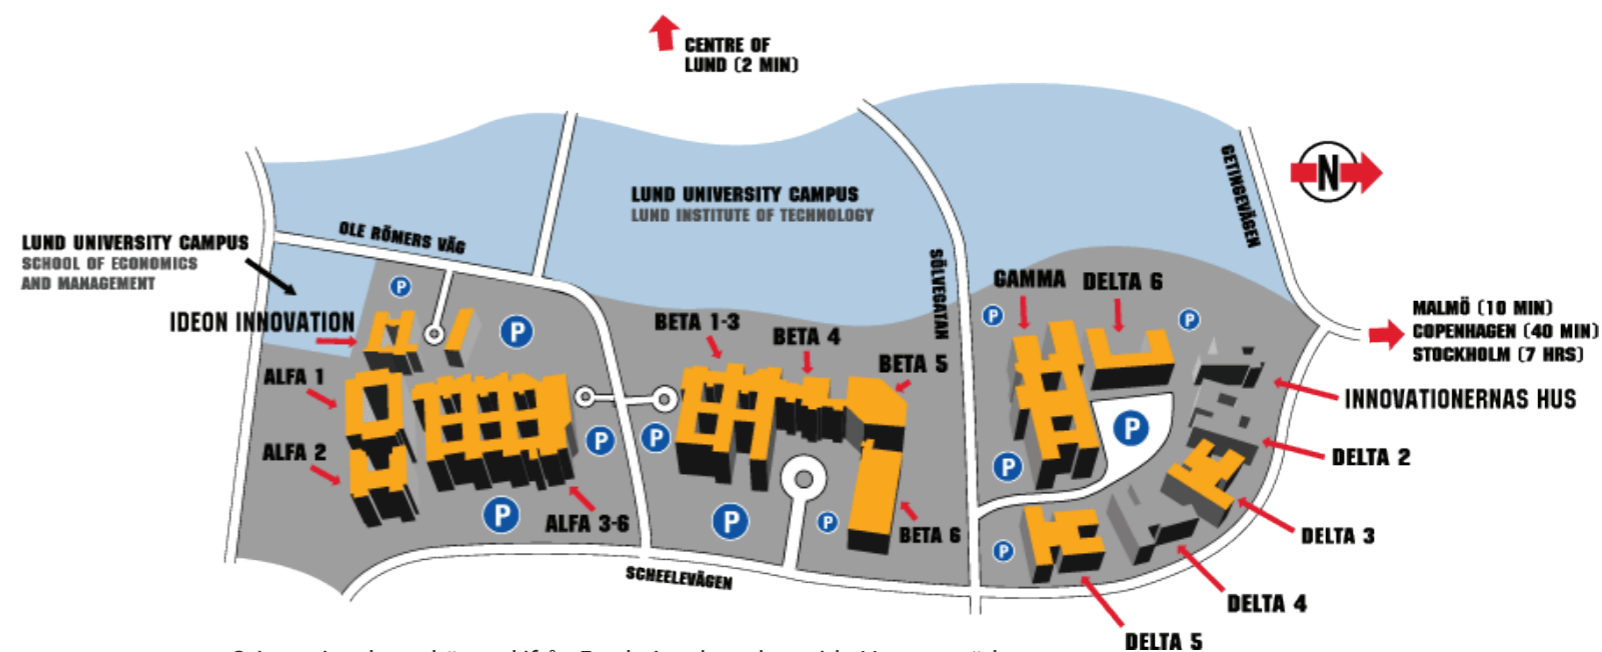 CENTRE OF
LUND (2 MIN)
GETINGEVÄGEN
N
LUND UNIVERSITY CAMPUS
LUND INSTITUTE OF TECHNOLOGY
OLE RÖMERS VÄG
LUND UNIVERSITY CAMPUS
SCHOOL OF ECONOMICS
AND MANAGEMENT
SÖLVEGATAN
GAMMA
DELTA 6
P
IDEON INNOVATION
P
BETA 1-3
BETA 4
P
P
MALMÖ (10 MIN)
COPENHAGEN (40 MIN)
STOCKHOLM (7 HRS)
BETA 5
ALFA 1
INNOVATIONERNAS HUS
P
P
P
ALFA 2
DELTA 2
P
P
P
P
ALFA 3-6
BETA 6
DELTA 3
P
SCHEELEVÄGEN
DELTA 4
DELTA 5